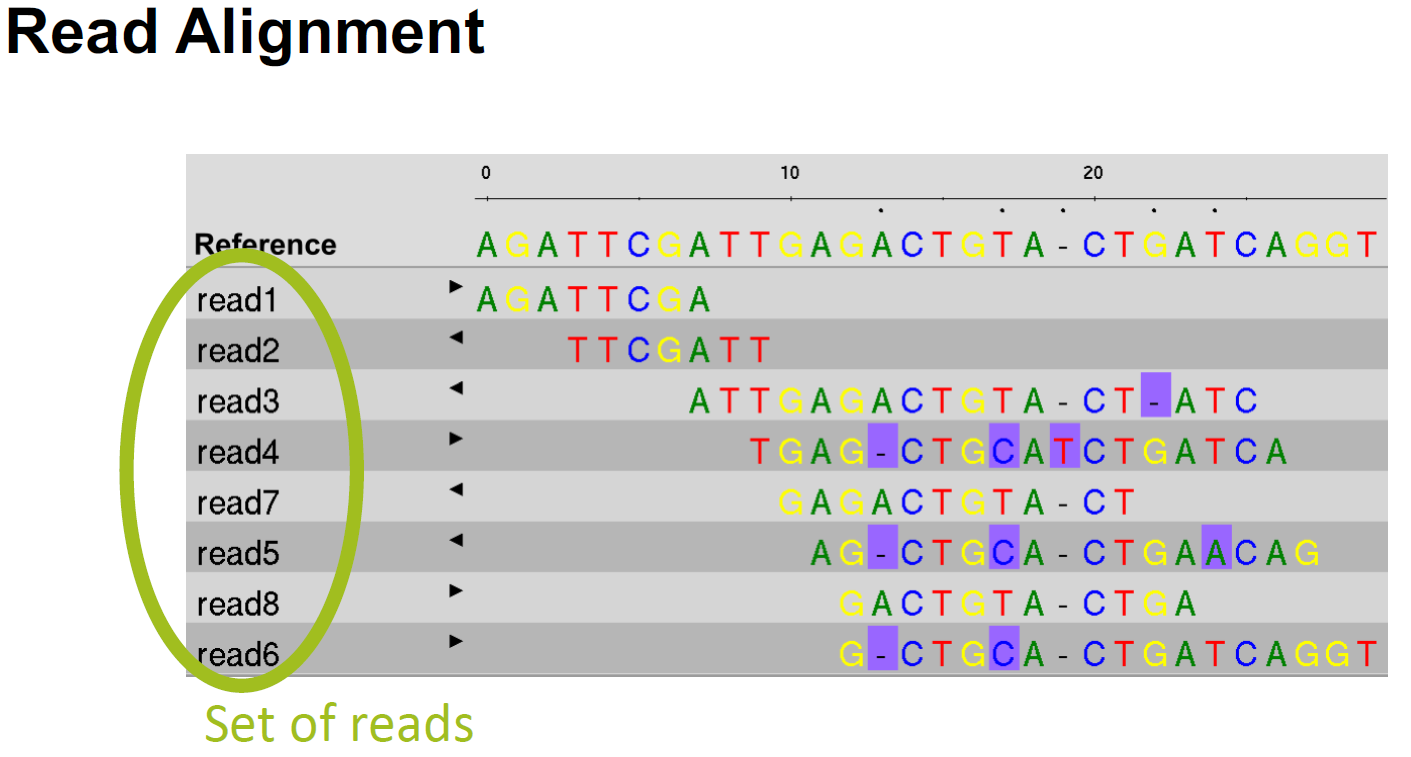 Read Alignment
0 10 20
Reference AGATTCGATTGAGACTGTA-CTGATCAGGT
read1 AGATTCGA
read2 TTCGATT
read3 ATTGAGACTGTA-CT-ATC
read4 TGAG-CTGCATCTGATCA
read7 GAGACTGTA-CT
read5 AG-CTGCA-CTGAACAG
read8 GACTGTA-CTGA
read6 G-CTGCA-CTGATCAGGT
Set of reads